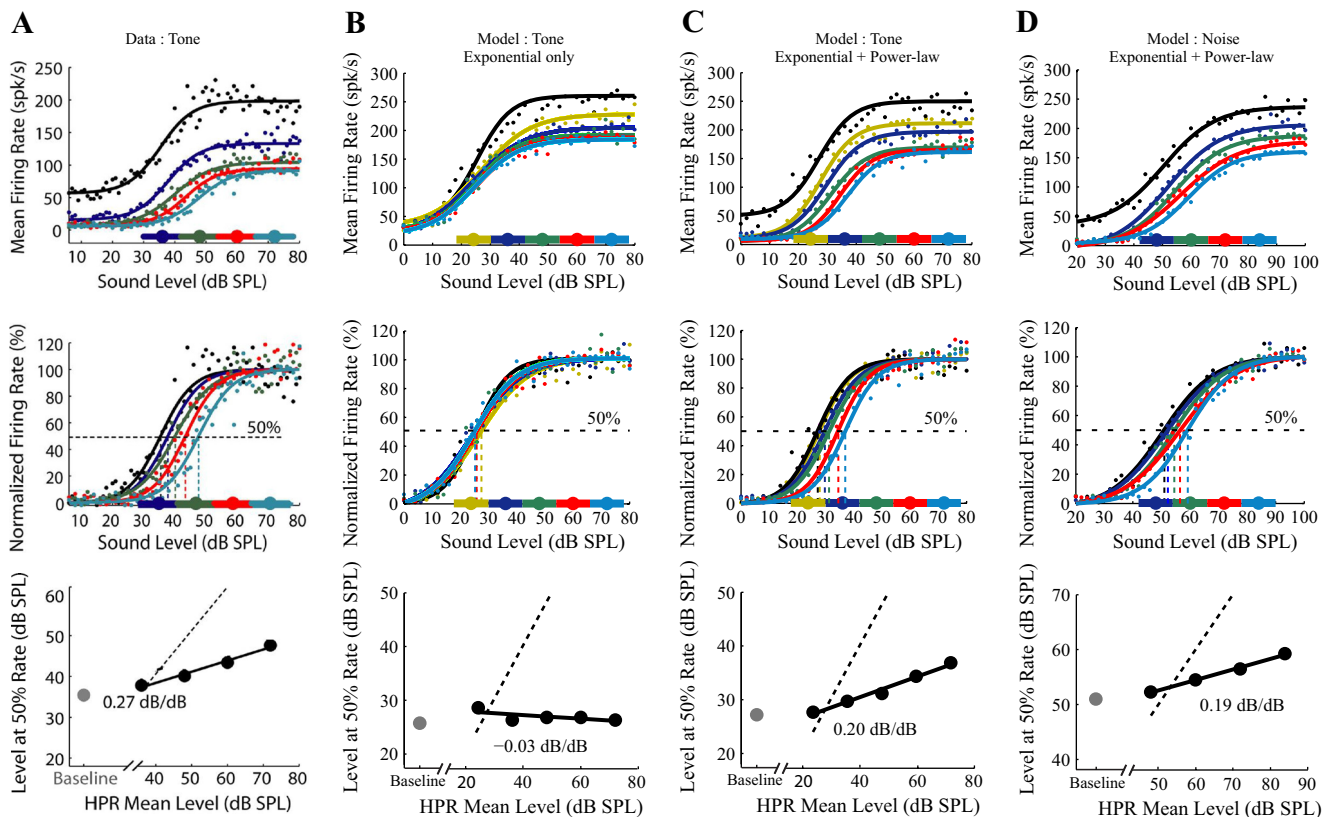 A
Data : Tone
Mean Firing Rate (spk/s)
250
200
150
100
50
0
10 20 30 40 50 60 70 80
Sound Level (dB SPL)
B
Model : Tone
Exponential only
Mean Firing Rate (spk/s)
300
250
200
150
100
50
0
0 10 20 30 40 50 60 70 80
Sound Level (dB SPL)
C
Model : Tone
Exponential + Power-law
Mean Firing Rate (spk/s)
300
250
200
150
100
50
0
0 10 20 30 40 50 60 70 80
Sound Level (dB SPL)
D
Model : Noise
Exponential + Power-law
Mean Firing Rate (spk/s)
300
250
200
150
100
50
0
20 30 40 50 60 70 80 90 100
Sound Level (dB SPL)
Normalized Firing Rate (%)
120
100
80
60
40
20
0
50%
10 20 30 40 50 60 70 80
Sound Level (dB SPL)
Normalized Firing Rate (%)
120
100
80
60
40
20
0
50%
0 10 20 30 40 50 60 70 80
Sound Level (dB SPL)
Normalized Firing Rate (%)
120
100
80
60
40
20
0
50%
0 10 20 30 40 50 60 70 80
Sound Level (dB SPL)
Normalized Firing Rate (%)
120
100
80
60
40
20
0
50%
20 30 40 50 60 70 80 90 100
Sound Level (dB SPL)
Level at 50% Rate (dB SPL)
60
50
40
30
20
0.27 dB/dB
Baseline
40 50 60 70 80
HPR Mean Level (dB SPL)
Level at 50% Rate (dB SPL)
50
40
30
20
−0.03 dB/dB
Baseline
20 40 60 80
HPR Mean Level (dB SPL)
Level at 50% Rate (dB SPL)
50
40
30
20
0.20 dB/dB
Baseline
20 40 60 80
HPR Mean Level (dB SPL)
Level at 50% Rate (dB SPL)
70
60
50
40
0.19 dB/dB
Baseline
50 60 70 80 90
HPR Mean Level (dB SPL)